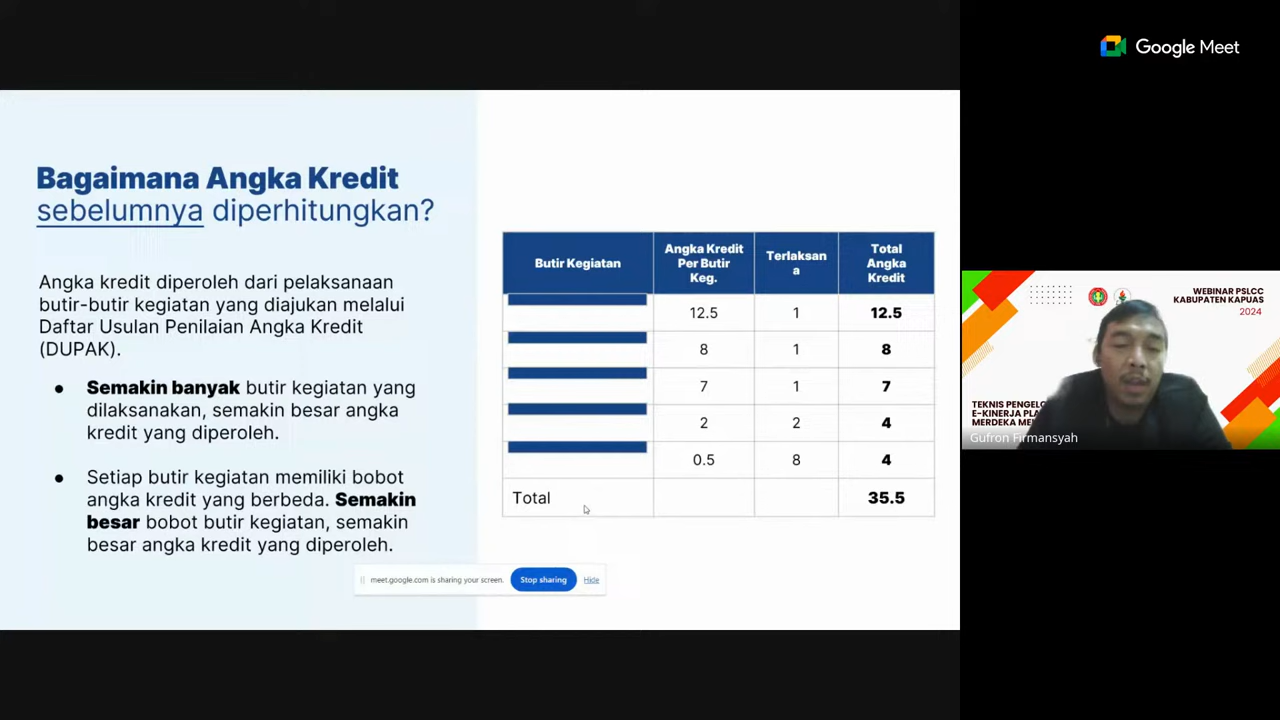 Google Meet
Bagaimana Angka Kredit
sebelumnya diperhitungkan?
Angka kredit diperoleh dari pelaksanaan
butir-butir kegiatan yang diajukan melalui
Daftar Usulan Penilaian Angka Kredit
(DUPAK).
● Semakin banyak butir kegiatan yang
dilaksanakan, semakin besar angka
kredit yang diperoleh.
● Setiap butir kegiatan memiliki bobot
angka kredit yang berbeda. Semakin
besar bobot butir kegiatan, semakin
besar angka kredit yang diperoleh.
Butir Kegiatan
Angka Kredit
Per Butir
Keg.
Terlaksan
a
Total
Angka
Kredit
12.5 1 12.5
8 1 8
7 1 7
2 2 4
0.5 8 4
Total 35.5
meet.google.com is sharing your screen. Stop sharing Hide
WEBINAR PSLCC
KABUPATEN KAPUAS
2024
TEKNIS
E-KINERJA
MERDEKA
Gufron Firmansyah